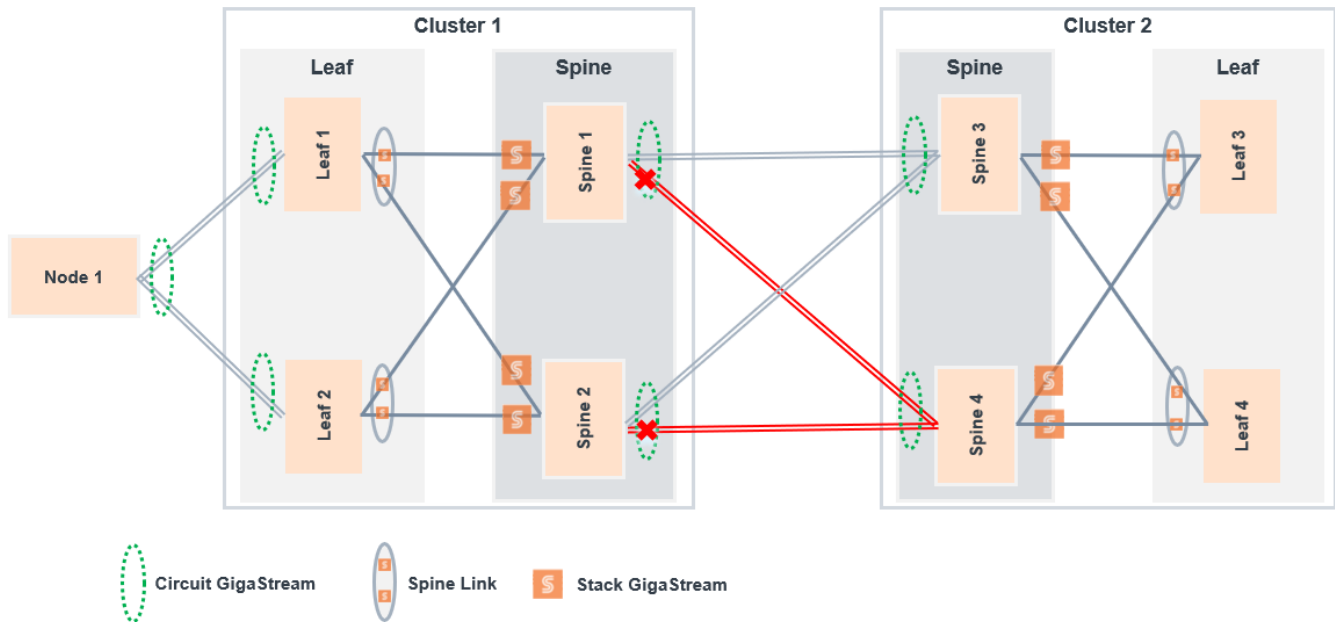 Cluster 1
Cluster 2
Leaf
Spine
Spine
Leaf
Leaf 1
Spine 1
Spine 3
Leaf 3
Node 1
Leaf 2
Spine 2
Spine 4
Leaf 4
Circuit GigaStream
Spine Link
Stack GigaStream